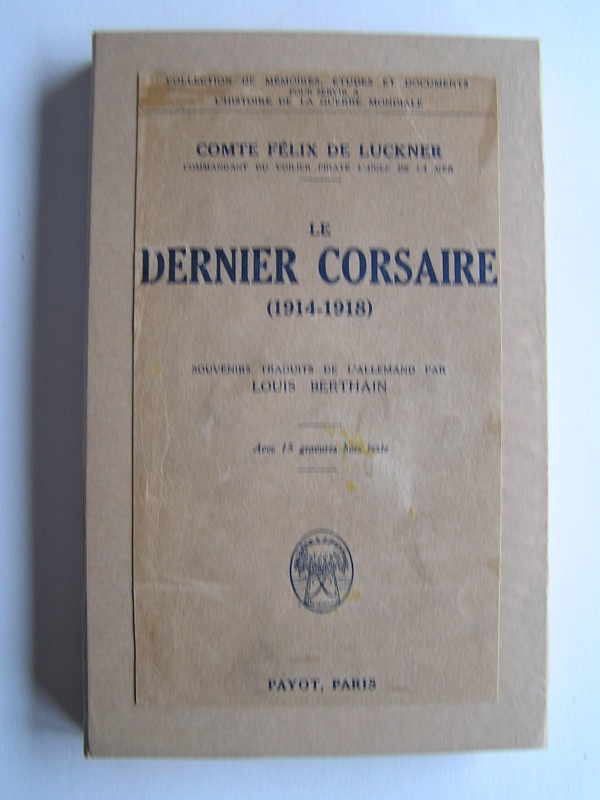 COLLECTION DE MÉMOIRES, ÉTUDES ET DOCUMENTS
POUR SERVIR A
L'HISTOIRE DE LA GUERRE MONDIALE
COMTE FÉLIX DE LUCKNER
COMMANDANT DU VOILIER PIRATE L'AIGLE DE LA MER
LE
DERNIER CORSAIRE
(1914-1918)
SOUVENIRS TRADUITS DE L'ALLEMAND PAR
LOUIS BERTHAIN
Avec 15 gravures hors texte
PAYOT, PARIS